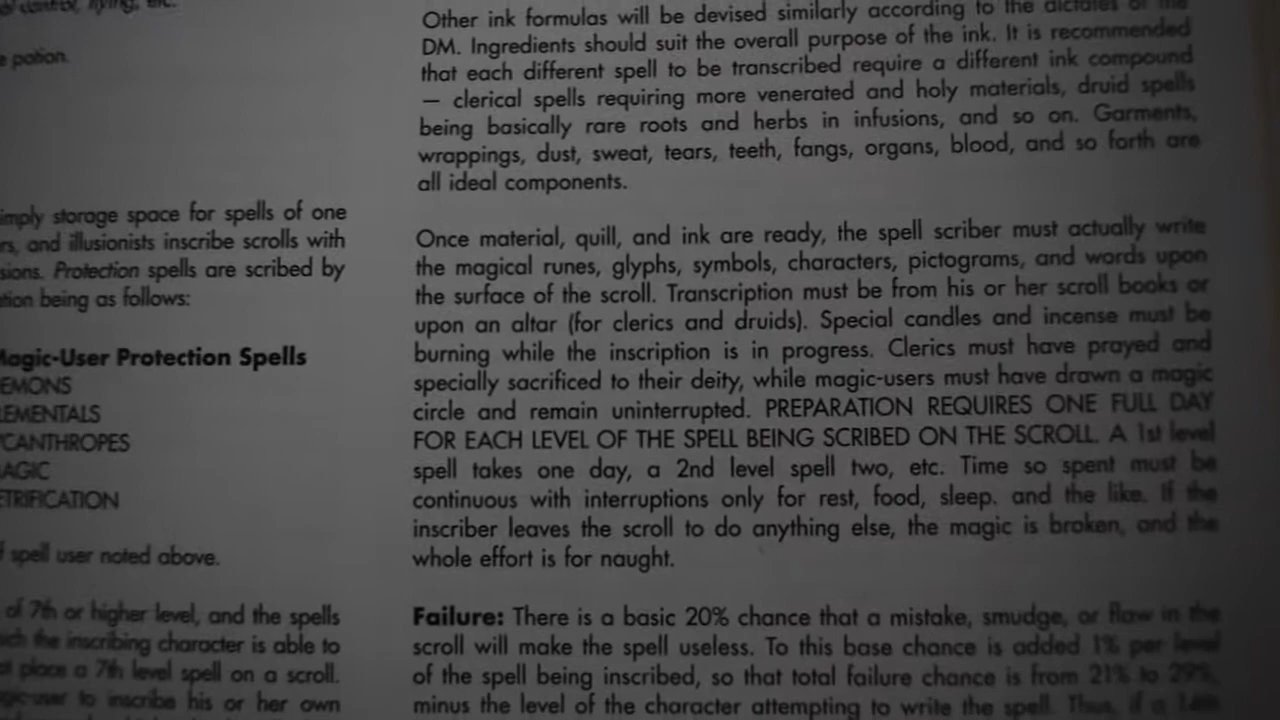 e potion.
imply storage space for spells of one
rs, and illusionists inscribe scrolls with
sions. Protection spells are scribed by
tion being as follows:
Magic-User Protection Spells
EMONS
LEMENTALS
YCANTHROPES
AGIC
ETRIFICATION
f spell user noted above.
of 7th or higher level, and the spells
ich the inscribing character is able to
place a 7th level spell on a scroll.
to inscribe his or her own
Other ink formulas will be devised similarly according to the dictates of the
DM. Ingredients should suit the overall purpose of the ink. It is recommended
that each different spell to be transcribed require a different ink compound
— clerical spells requiring more venerated and holy materials, druid spells
being basically rare roots and herbs in infusions, and so on. Garments,
wrappings, dust, sweat, tears, teeth, fangs, organs, blood, and so forth are
all ideal components.
Once material, quill, and ink are ready, the spell scriber must actually write
the magical runes, glyphs, symbols, characters, pictograms, and words upon
the surface of the scroll. Transcription must be from his or her scroll books or
upon an altar (for clerics and druids). Special candles and incense must be
burning while the inscription is in progress. Clerics must have prayed and
specially sacrificed to their deity, while magic-users must have drawn a magic
circle and remain uninterrupted. PREPARATION REQUIRES ONE FULL DAY
FOR EACH LEVEL OF THE SPELL BEING SCRIBED ON THE SCROLL. A 1st level
spell takes one day, a 2nd level spell two, etc. Time so spent must be
continuous with interruptions only for rest, food, sleep. and the like. If the
inscriber leaves the scroll to do anything else, the magic is broken, and the
whole effort is for naught.
Failure: There is a basic 20% chance that a mistake, smudge, or flaw in the
scroll will make the spell useless. To this base chance is added 1% per level
of the spell being inscribed, so that total failure chance is from 21% to 29%,
minus the level of the character attempting to write the spell. Thus, if a 14th